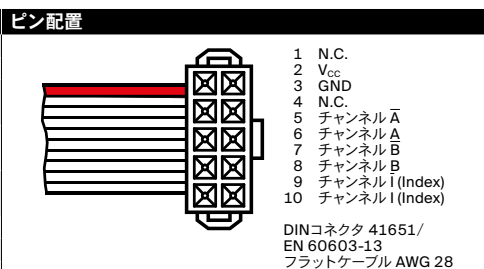 ピン配置
1 N.C.
2 Vcc
3 GND
4 N.C.
5 チャンネル A̅
6 チャンネル A
7 チャンネル B̅
8 チャンネル B
9 チャンネル I̅ (Index)
10 チャンネル I (Index)
DINコネクタ 41651/
EN 60603-13
フラットケーブル AWG 28